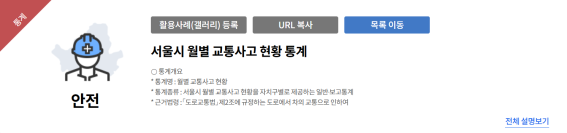 통계
활용사례(갤러리) 등록
URL 복사
목록 이동
서울시 월별 교통사고 현황 통계
안전
○ 통계개요
* 통계명 : 월별 교통사고 현황
* 통계종류 : 서울시 월별 교통사고 현황을 자치구별로 제공하는 일반·보고통계
* 근거법령 : 「도로교통법」 제2조에 규정하는 도로에서 차의 교통으로 인하여
전체 설명보기